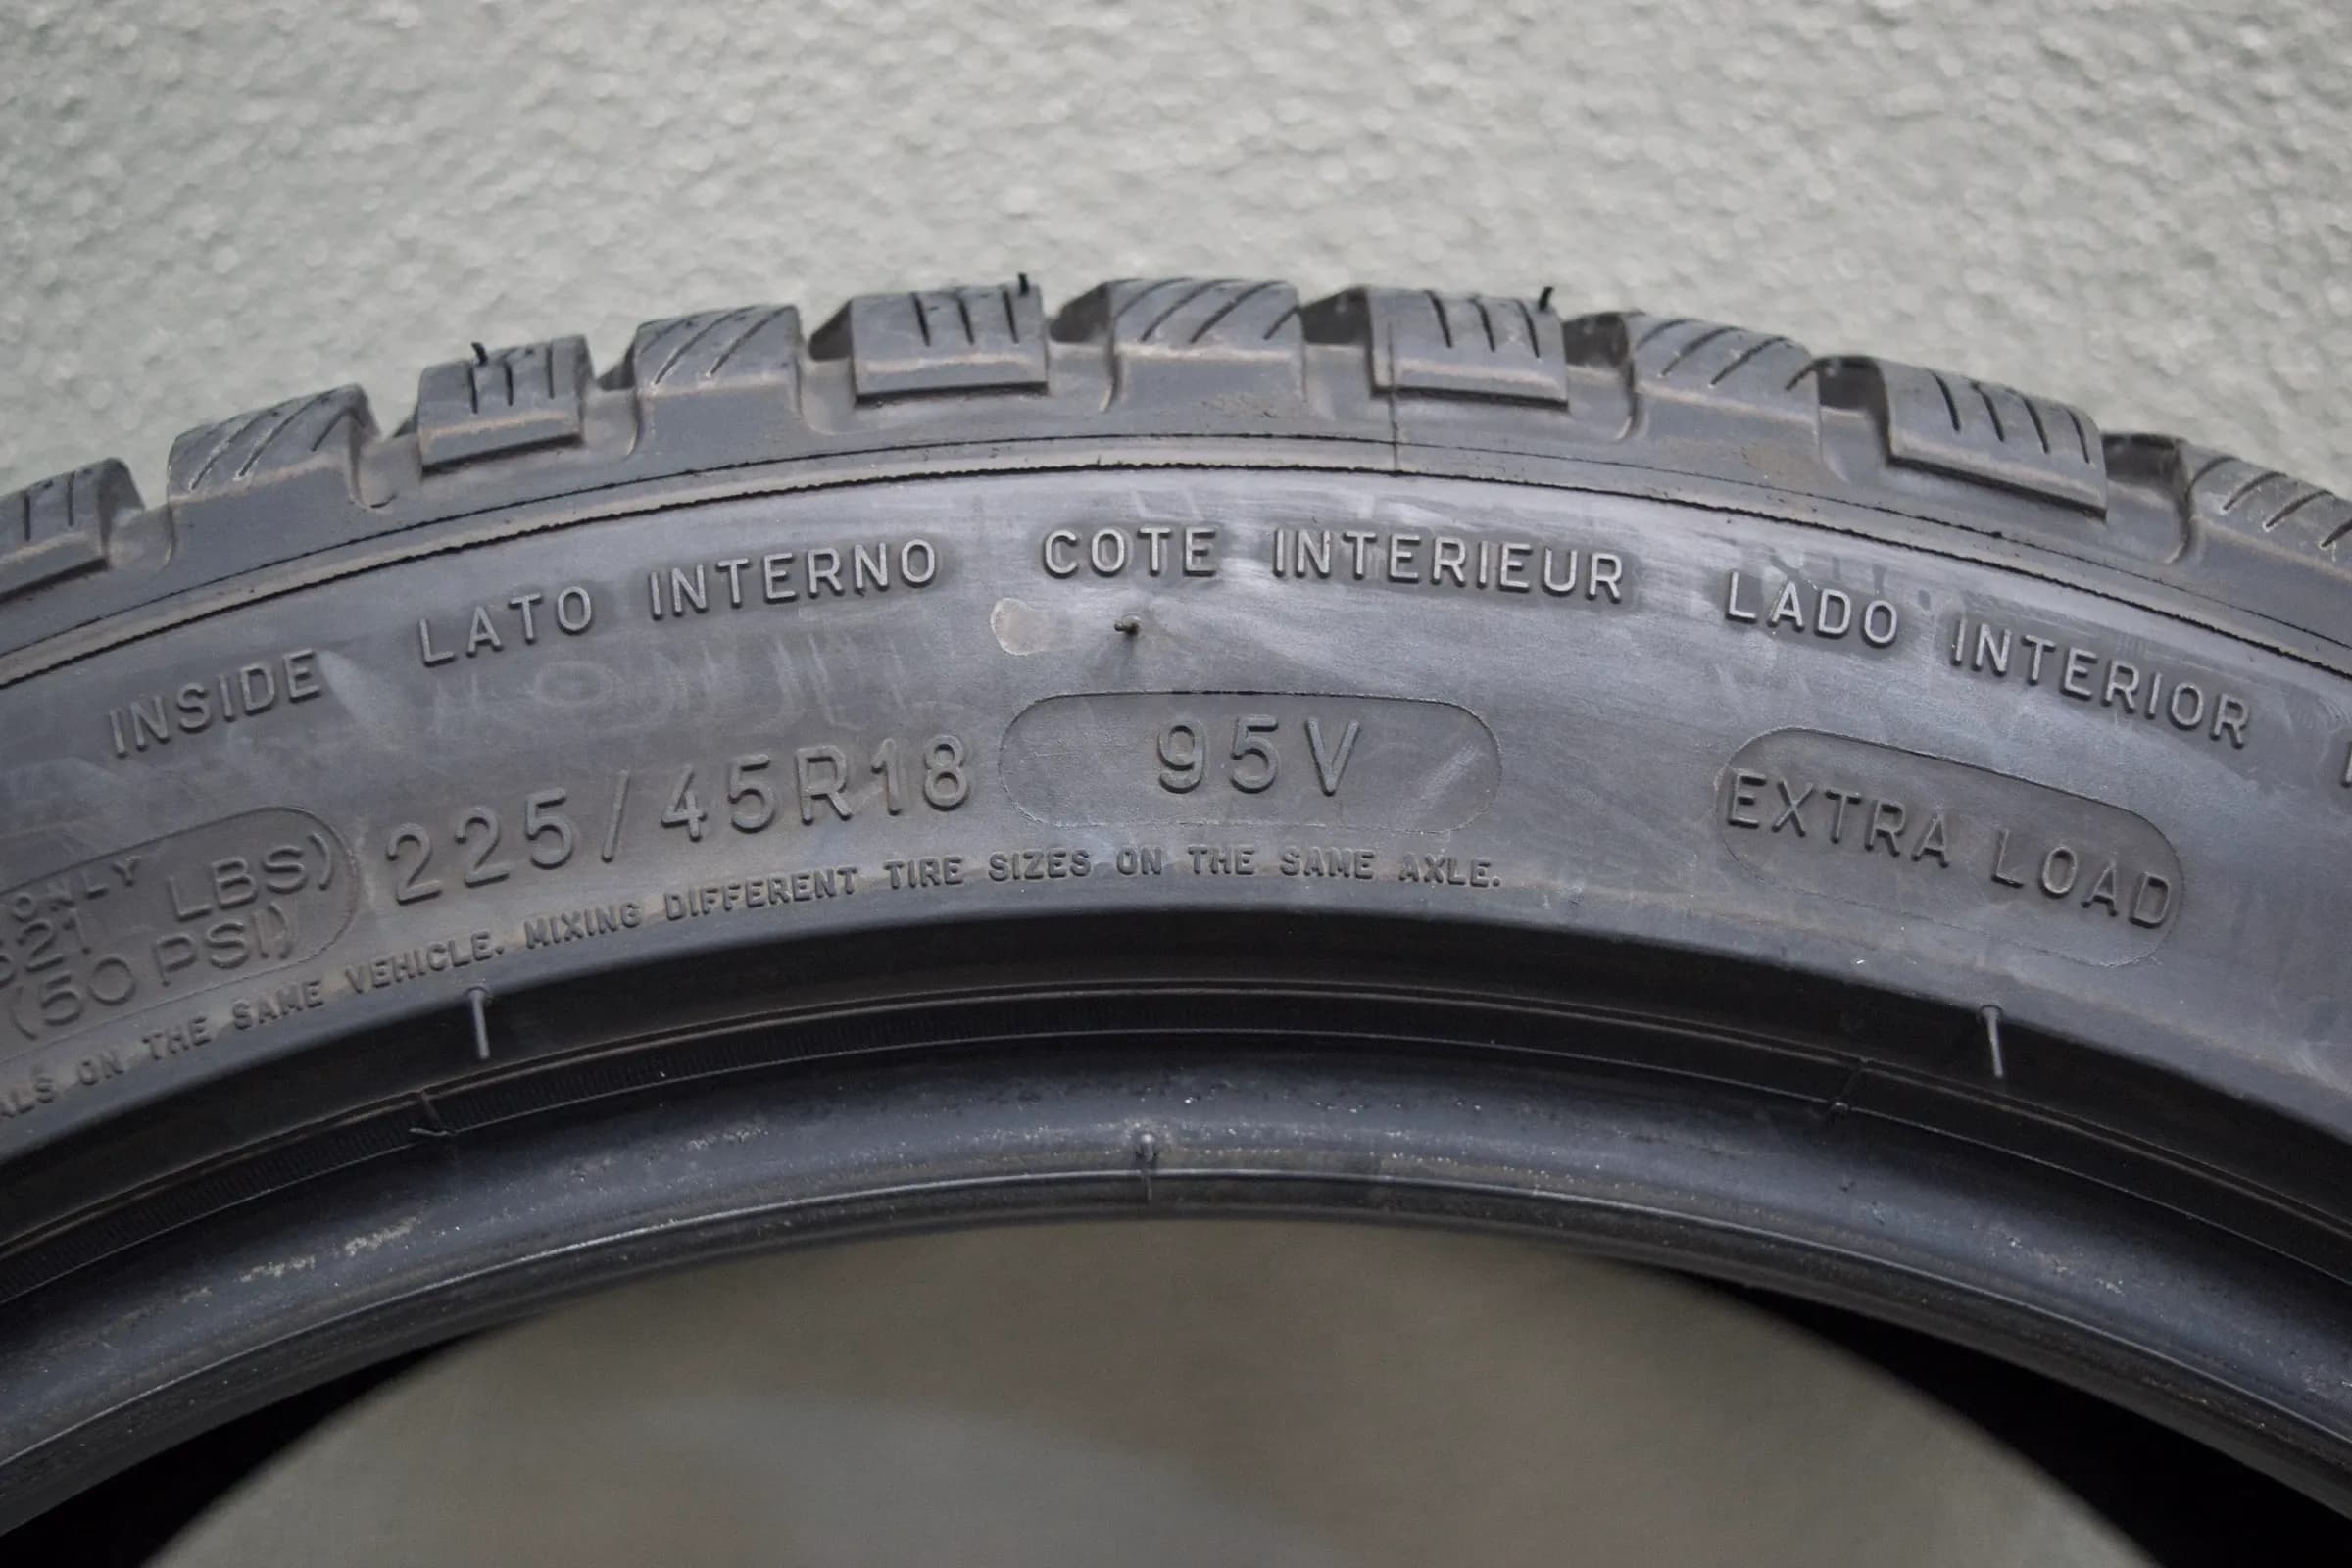 INSIDE LATO INTERNO COTE INTERIEUR LADO INTERIOR
ONLY
LBS)
(50 PSI)
225/45R18 95V EXTRA LOAD
ON THE SAME VEHICLE. MIXING DIFFERENT TIRE SIZES ON THE SAME AXLE.